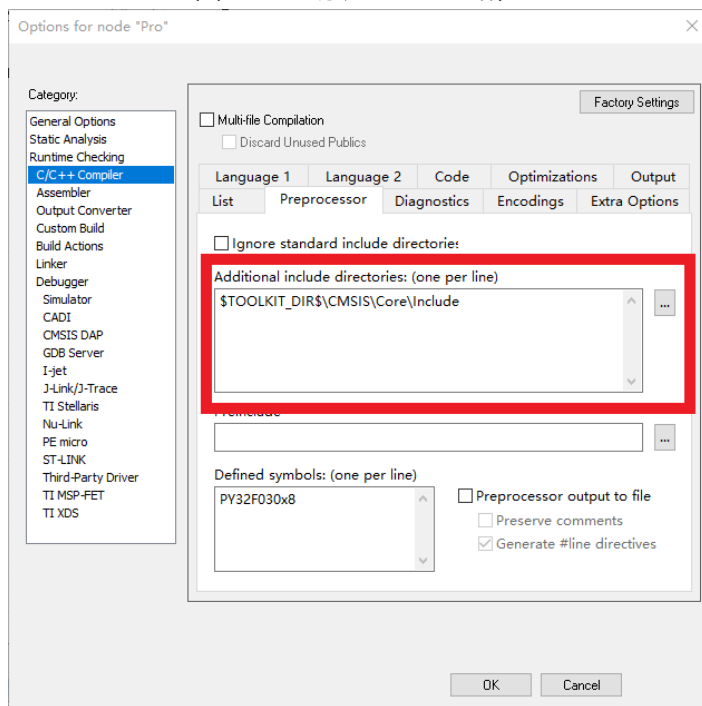 Options for node "Pro"
Category:
General Options
Static Analysis
Runtime Checking
C/C++ Compiler
Assembler
Output Converter
Custom Build
Build Actions
Linker
Debugger
Simulator
CADI
CMSIS DAP
GDB Server
I-jet
J-Link/J-Trace
TI Stellaris
Nu-Link
PE micro
ST-LINK
Third-Party Driver
TI MSP-FET
TI XDS
Factory Settings
Multi-file Compilation
Discard Unused Publics
Language 1 Language 2 Code Optimizations Output
List Preprocessor Diagnostics Encodings Extra Options
Ignore standard include directories
Additional include directories: (one per line)
$TOOLKIT_DIR$\CMSIS\Core\Include
...
Preinclude
...
Defined symbols: (one per line)
PY32F030x8
Preprocessor output to file
Preserve comments
Generate #line directives
OK Cancel